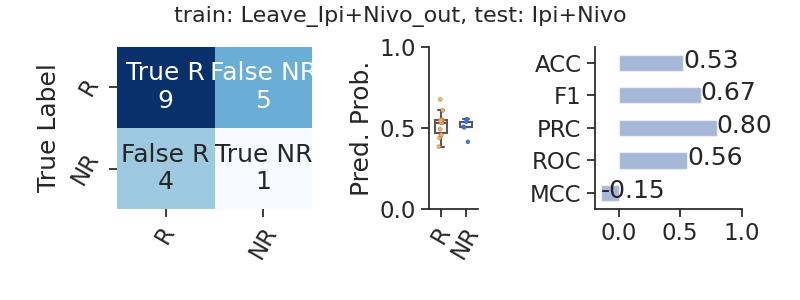 train: Leave_Ipi+Nivo_out, test: Ipi+Nivo
True Label
R
NR
True R
9
False NR
5
False R
4
True NR
1
R
NR
Pred. Prob.
1.0
0.5
0.0
R
NR
ACC
F1
PRC
ROC
MCC
0.53
0.67
0.80
0.56
-0.15
0.0
0.5
1.0